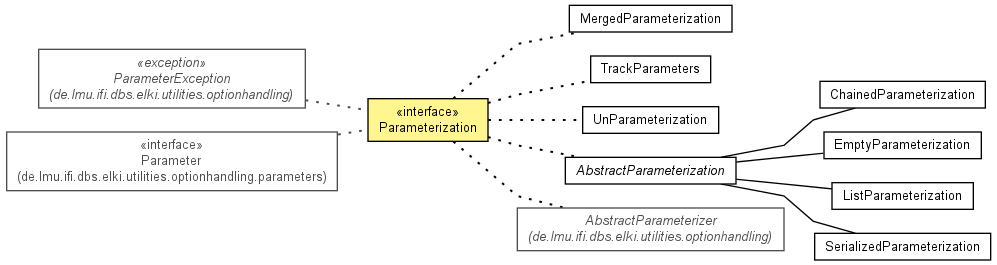 MergedParameterization
«exception»
ParameterException
(de.lmu.ifi.dbs.elki.utilities.optionhandling)
TrackParameters
ChainedParameterization
«interface»
Parameterization
UnParameterization
«interface»
Parameter
(de.lmu.ifi.dbs.elki.utilities.optionhandling.parameters)
EmptyParameterization
AbstractParameterization
ListParameterization
AbstractParameterizer
(de.lmu.ifi.dbs.elki.utilities.optionhandling)
SerializedParameterization